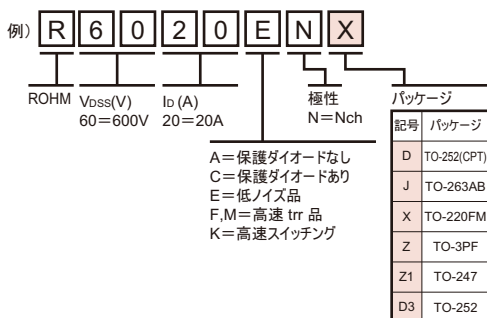 例) R 6 0 2 0 E N X
ROHM
VDSS(V)
60＝600V
ID (A)
20＝20A
極性
N＝Nch
パッケージ
A＝保護ダイオードなし
C＝保護ダイオードあり
E＝低ノイズ品
F,M＝高速 trr 品
K＝高速スイッチング
記号 パッケージ
D TO-252(CPT)
J TO-263AB
X TO-220FM
Z TO-3PF
Z1 TO-247
D3 TO-252